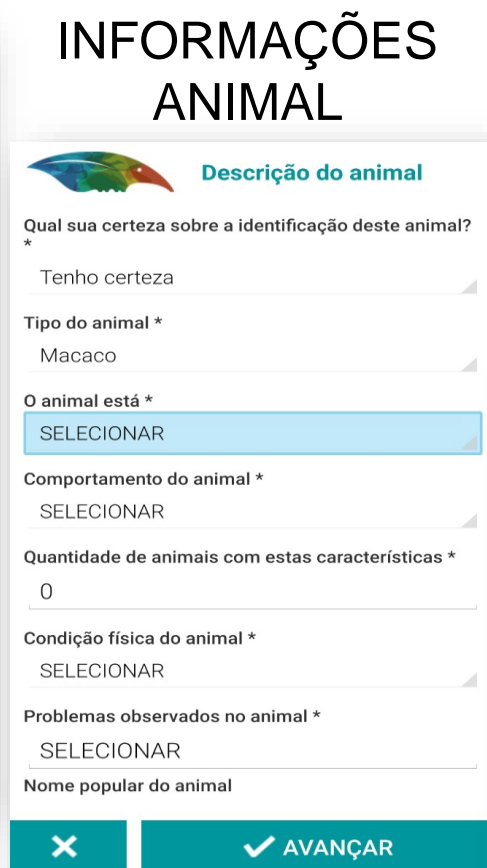 INFORMAÇÕES
ANIMAL
Descrição do animal
Qual sua certeza sobre a identificação deste animal?
*
Tenho certeza
Tipo do animal *
Macaco
O animal está *
SELECIONAR
Comportamento do animal *
SELECIONAR
Quantidade de animais com estas características *
0
Condição física do animal *
SELECIONAR
Problemas observados no animal *
SELECIONAR
Nome popular do animal
AVANÇAR